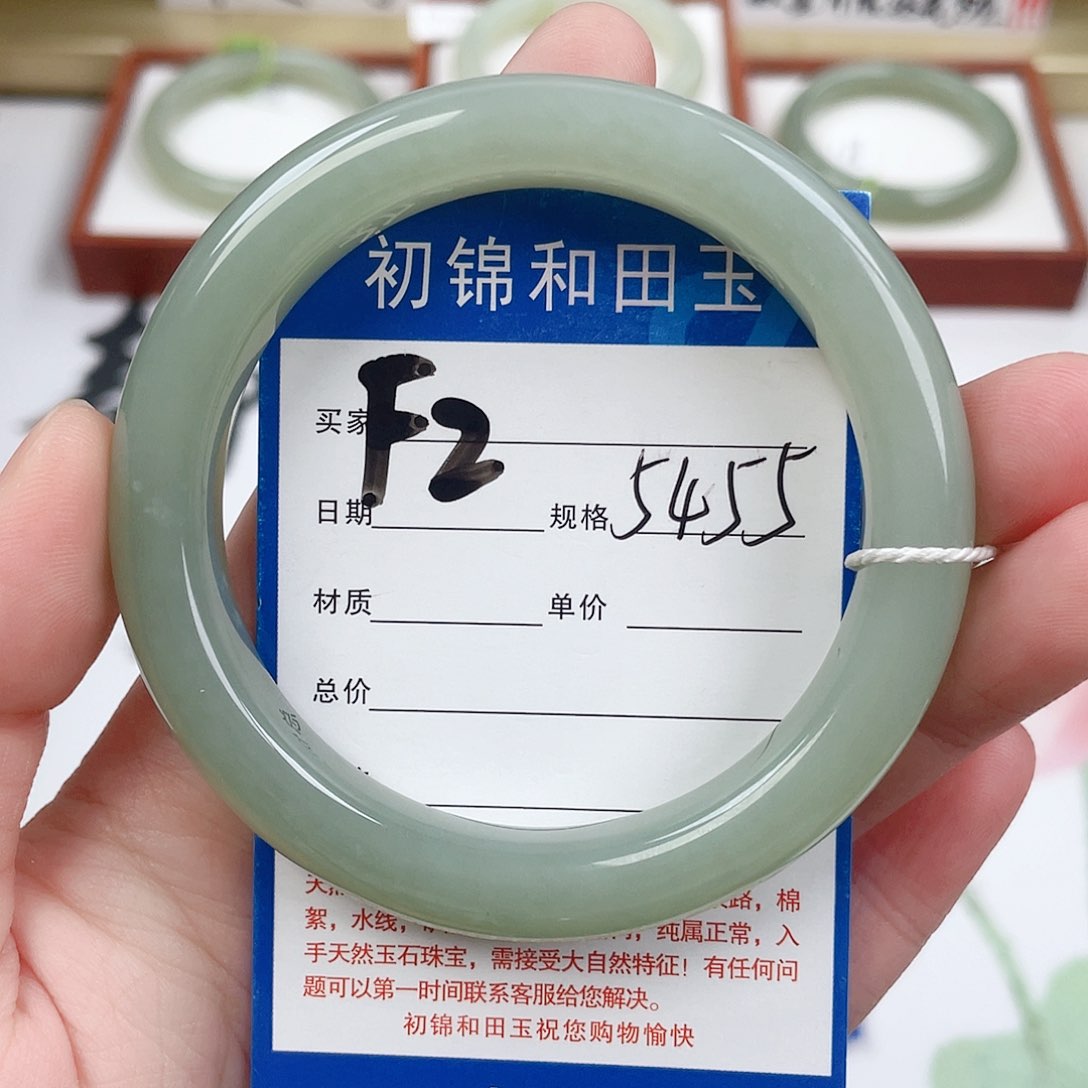 初锦和田玉
F2
买家
日期 规格 5455
材质 单价
总价
路，棉
絮，水线，纯属正常，入
手天然玉石珠宝，需接受大自然特征！有任何问
题可以第一时间联系客服给您解决。
初锦和田玉祝您购物愉快